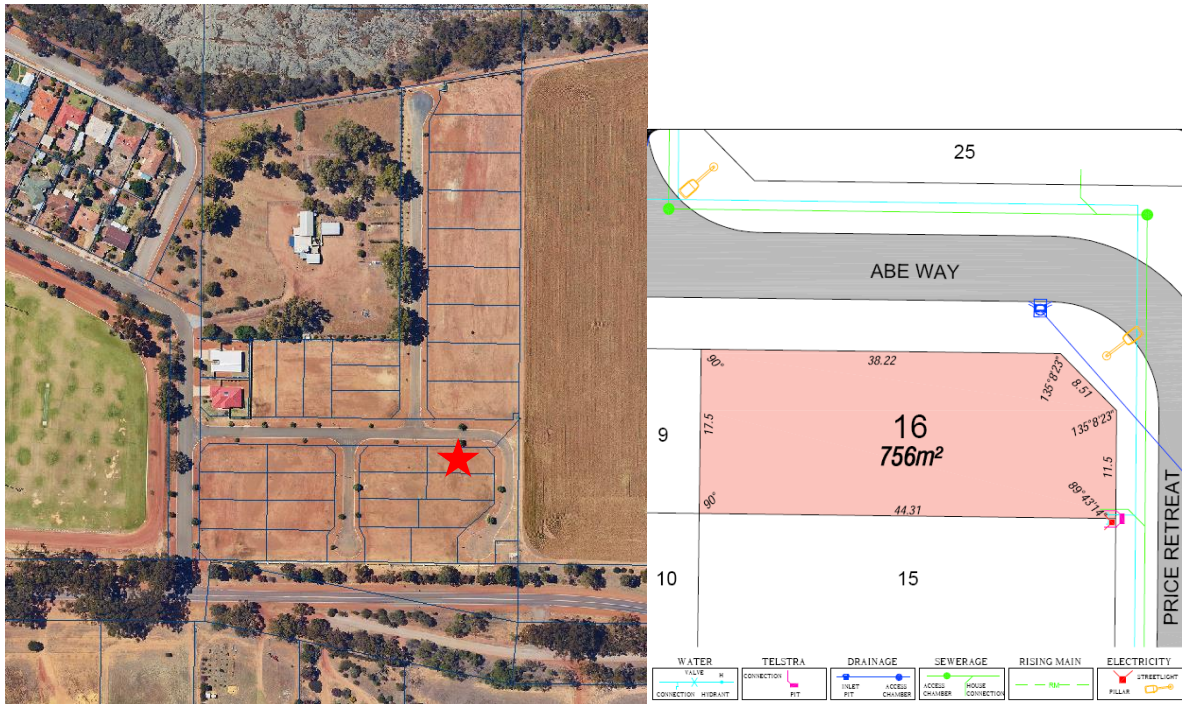 25
ABE WAY
90°
38.22
135°8'23"
8.51
135°8'23"
9
17.5
16
756m²
11.5
90°
44.31
89°43'14"
10
15
PRICE RETREAT
WATER
VALVE
H
CONNECTION
HYDRANT
TELSTRA
CONNECTION
PIT
DRAINAGE
INLET
PIT
ACCESS
CHAMBER
SEWERAGE
ACCESS
CHAMBER
HOUSE
CONNECTION
RISING MAIN
RM
ELECTRICITY
STREETLIGHT
PILLAR